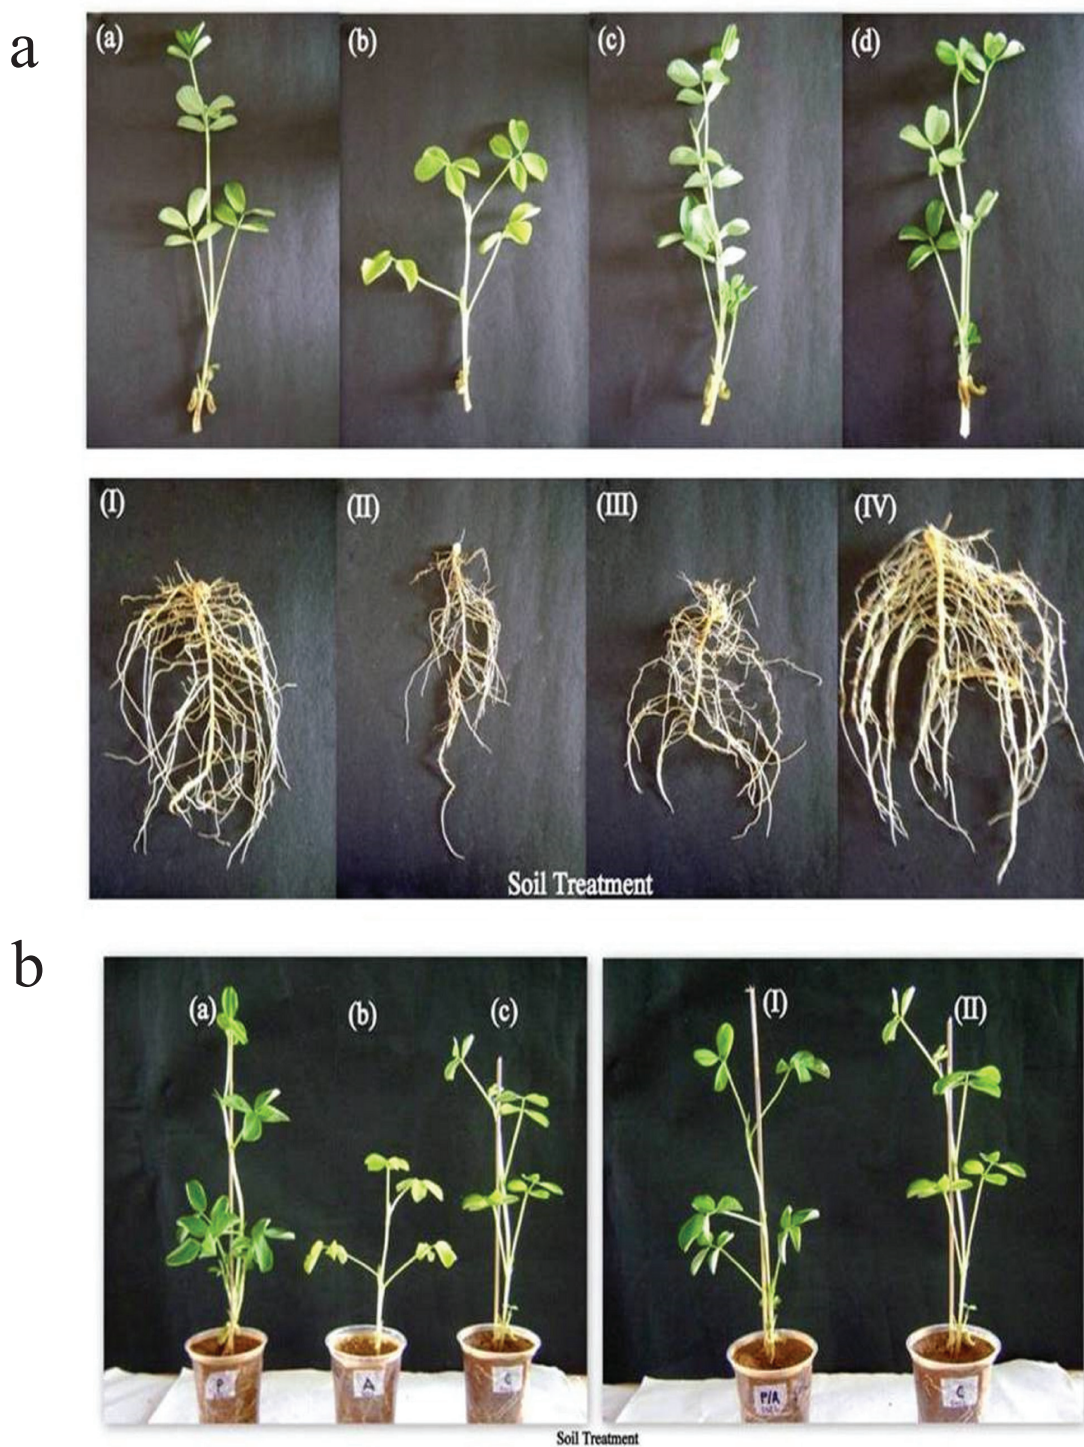 a
(a)
(b)
(c)
(d)
(I)
(II)
(III)
(IV)
Soil Treatment
b
(a)
(b)
(c)
(I)
(II)
P
A
C
P/A
C
Soil Treatment